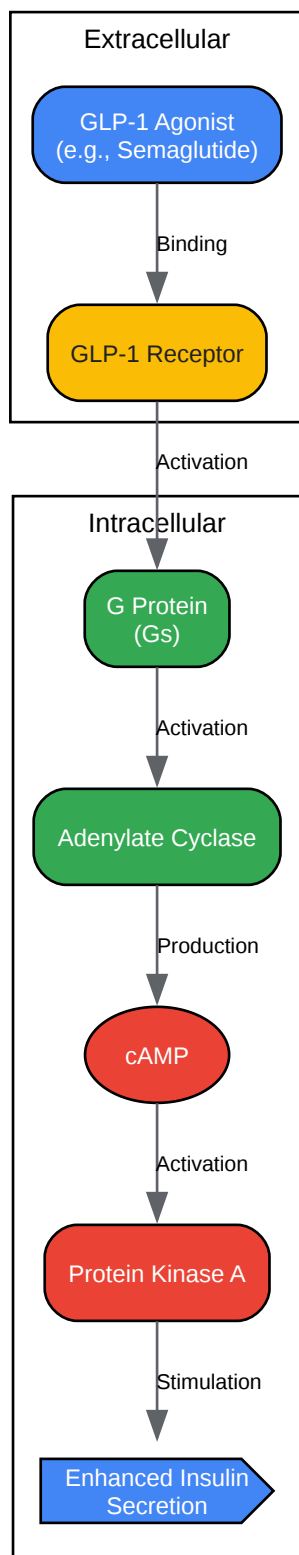 Extracellular
GLP-1 Agonist
(e.g., Semaglutide)
Binding
GLP-1 Receptor
Activation
Intracellular
G Protein
(Gs)
Activation
Adenylate Cyclase
Production
cAMP
Activation
Protein Kinase A
Stimulation
Enhanced Insulin
Secretion